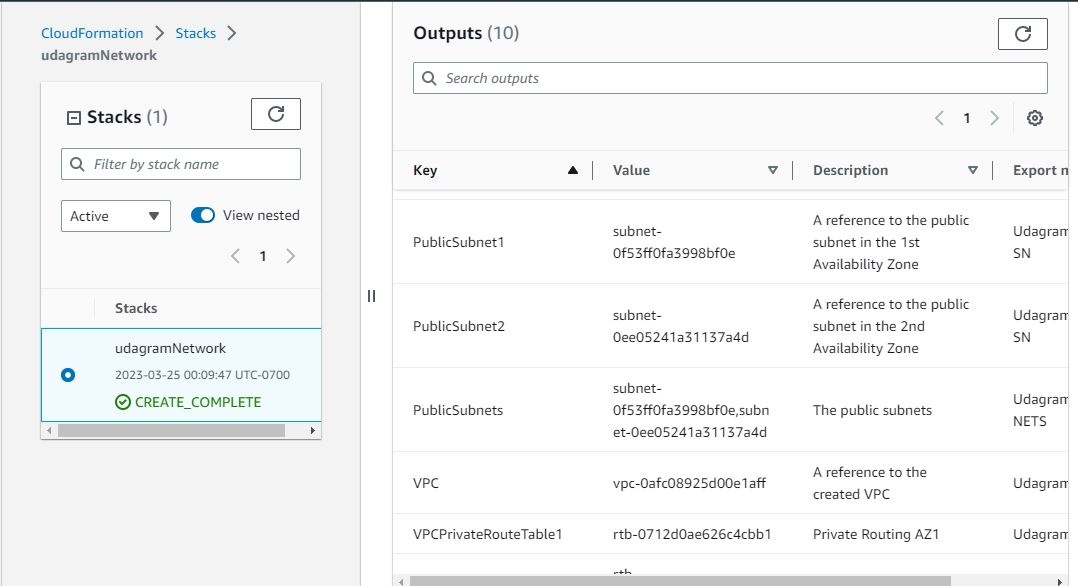 CloudFormation > Stacks >
udagramNetwork
Stacks (1)
Filter by stack name
Active
View nested
1
Stacks
udagramNetwork
2023-03-25 00:09:47 UTC-0700
CREATE_COMPLETE
Outputs (10)
Search outputs
1
Key Value Description Export n
PublicSubnet1
subnet-
0f53ff0fa3998bf0e
A reference to the public
subnet in the 1st
Availability Zone
Udagram
SN
PublicSubnet2
subnet-
0ee05241a31137a4d
A reference to the public
subnet in the 2nd
Availability Zone
Udagram
SN
PublicSubnets
subnet-
0f53ff0fa3998bf0e,subn
et-0ee05241a31137a4d
The public subnets
Udagram
NETS
VPC
vpc-0afc08925d00e1aff
A reference to the
created VPC
Udagram
VPCPrivateRouteTable1
rtb-0712d0ae626c4cbb1
Private Routing AZ1
Udagram
rtb-